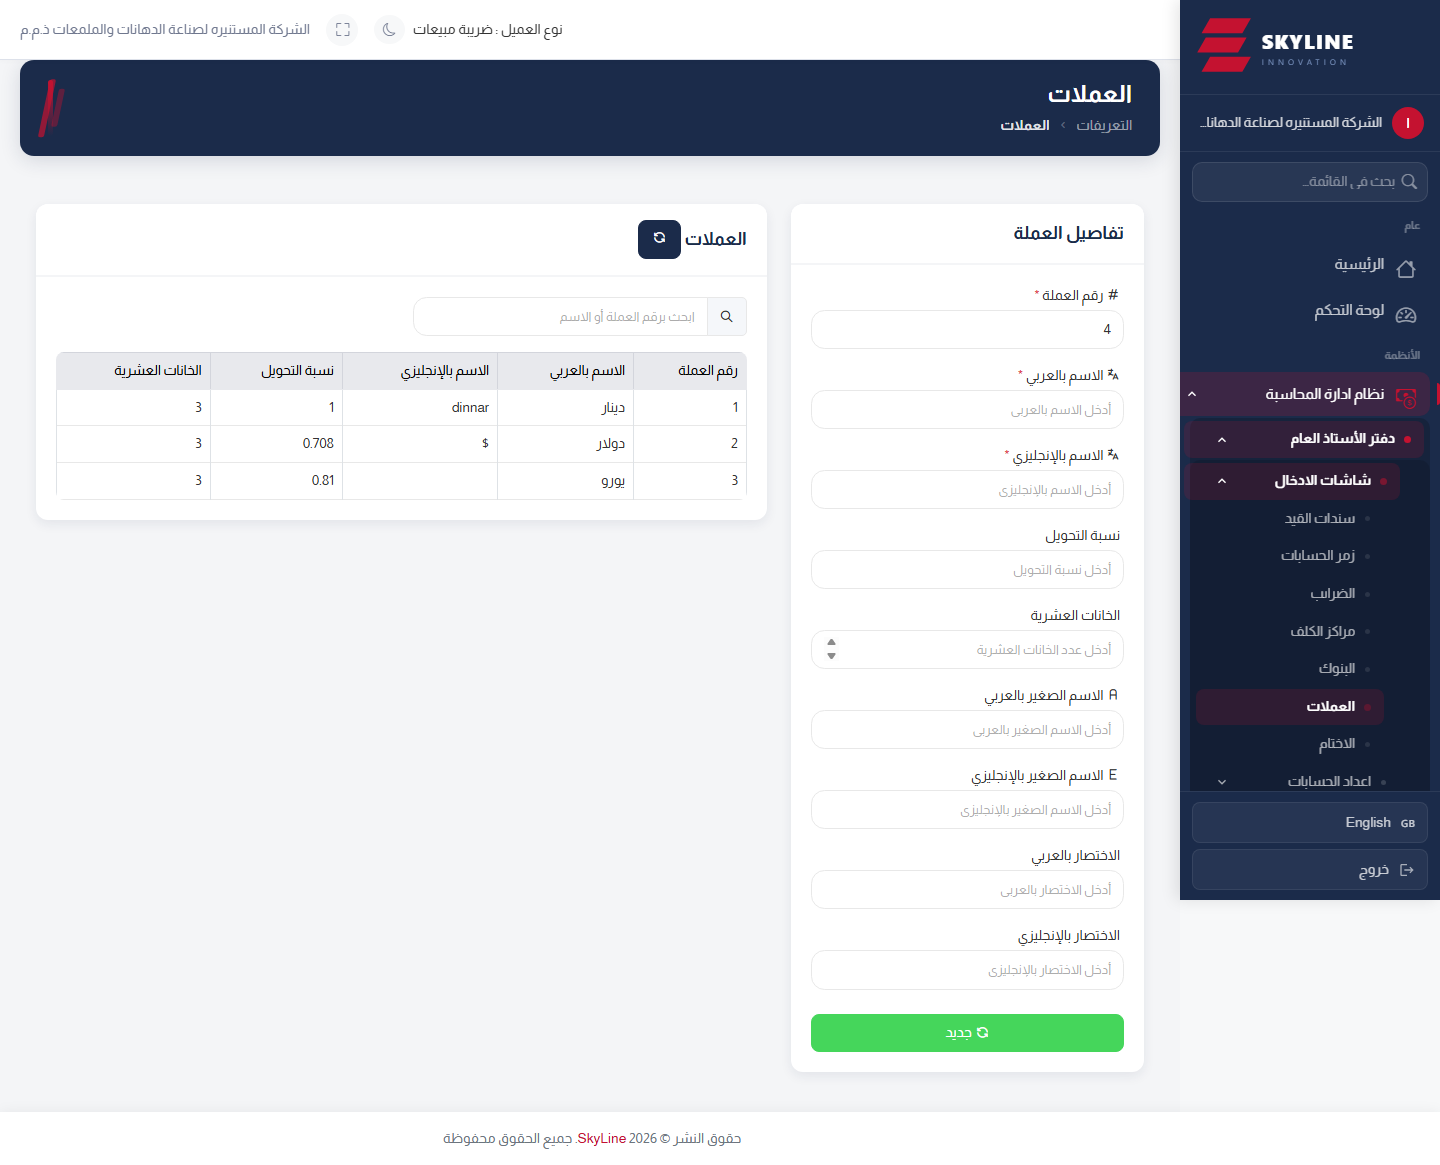 SKYLINE
INNOVATION
الشركة المستنيره لصناعة الدهانا...
بحث في القائمة...
عام
الرئيسية
لوحة التحكم
الأنظمة
نظام ادارة المحاسبة
دفتر الأستاذ العام
شاشات الادخال
سندات القيد
زمر الحسابات
الضرائب
مراكز الكلف
البنوك
العملات
الاختام
اعداد الحسابات
GB English
خروج
نوع العميل : ضريبة مبيعات
الشركة المستنيره لصناعة الدهانات والملمعات ذ.م.م
العملات
التعريفات › العملات
تفاصيل العملة
# رقم العملة *
4
الاسم بالعربي *
أدخل الاسم بالعربي
الاسم بالإنجليزي *
أدخل الاسم بالإنجليزي
نسبة التحويل
أدخل نسبة التحويل
الخانات العشرية
أدخل عدد الخانات العشرية
A الاسم الصغير بالعربي
أدخل الاسم الصغير بالعربي
E الاسم الصغير بالإنجليزي
أدخل الاسم الصغير بالإنجليزي
الاختصار بالعربي
أدخل الاختصار بالعربي
الاختصار بالإنجليزي
أدخل الاختصار بالإنجليزي
جديد
العملات
ابحث برقم العملة أو الاسم
رقم العملة الاسم بالعربي الاسم بالإنجليزي نسبة التحويل الخانات العشرية
1 دينار dinnar 1 3
2 دولار $ 0.708 3
3 يورو 0.81 3
حقوق النشر © 2026 SkyLine. جميع الحقوق محفوظة